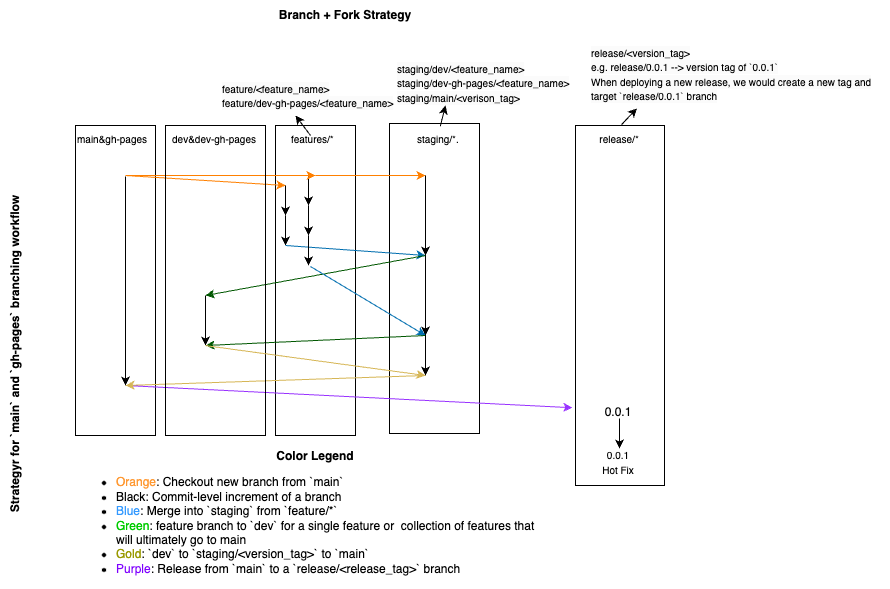 Branch + Fork Strategy
release/<version_tag>
e.g. release/0.0.1 --> version tag of `0.0.1`
When deploying a new release, we would create a new tag and
target `release/0.0.1` branch
staging/dev/<feature_name>
staging/dev-gh-pages/<feature_name>
staging/main/<verison_tag>
feature/<feature_name>
feature/dev-gh-pages/<feature_name>
main&gh-pages
dev&dev-gh-pages
features/*
staging/*.
release/*
Strategyr for `main` and `gh-pages` branching workflow
0.0.1
0.0.1
Hot Fix
Color Legend
• Orange: Checkout new branch from `main`
• Black: Commit-level increment of a branch
• Blue: Merge into `staging` from `feature/*`
• Green: feature branch to `dev` for a single feature or collection of features that
will ultimately go to main
• Gold: `dev` to `staging/<version_tag>` to `main`
• Purple: Release from `main` to a `release/<release_tag>` branch